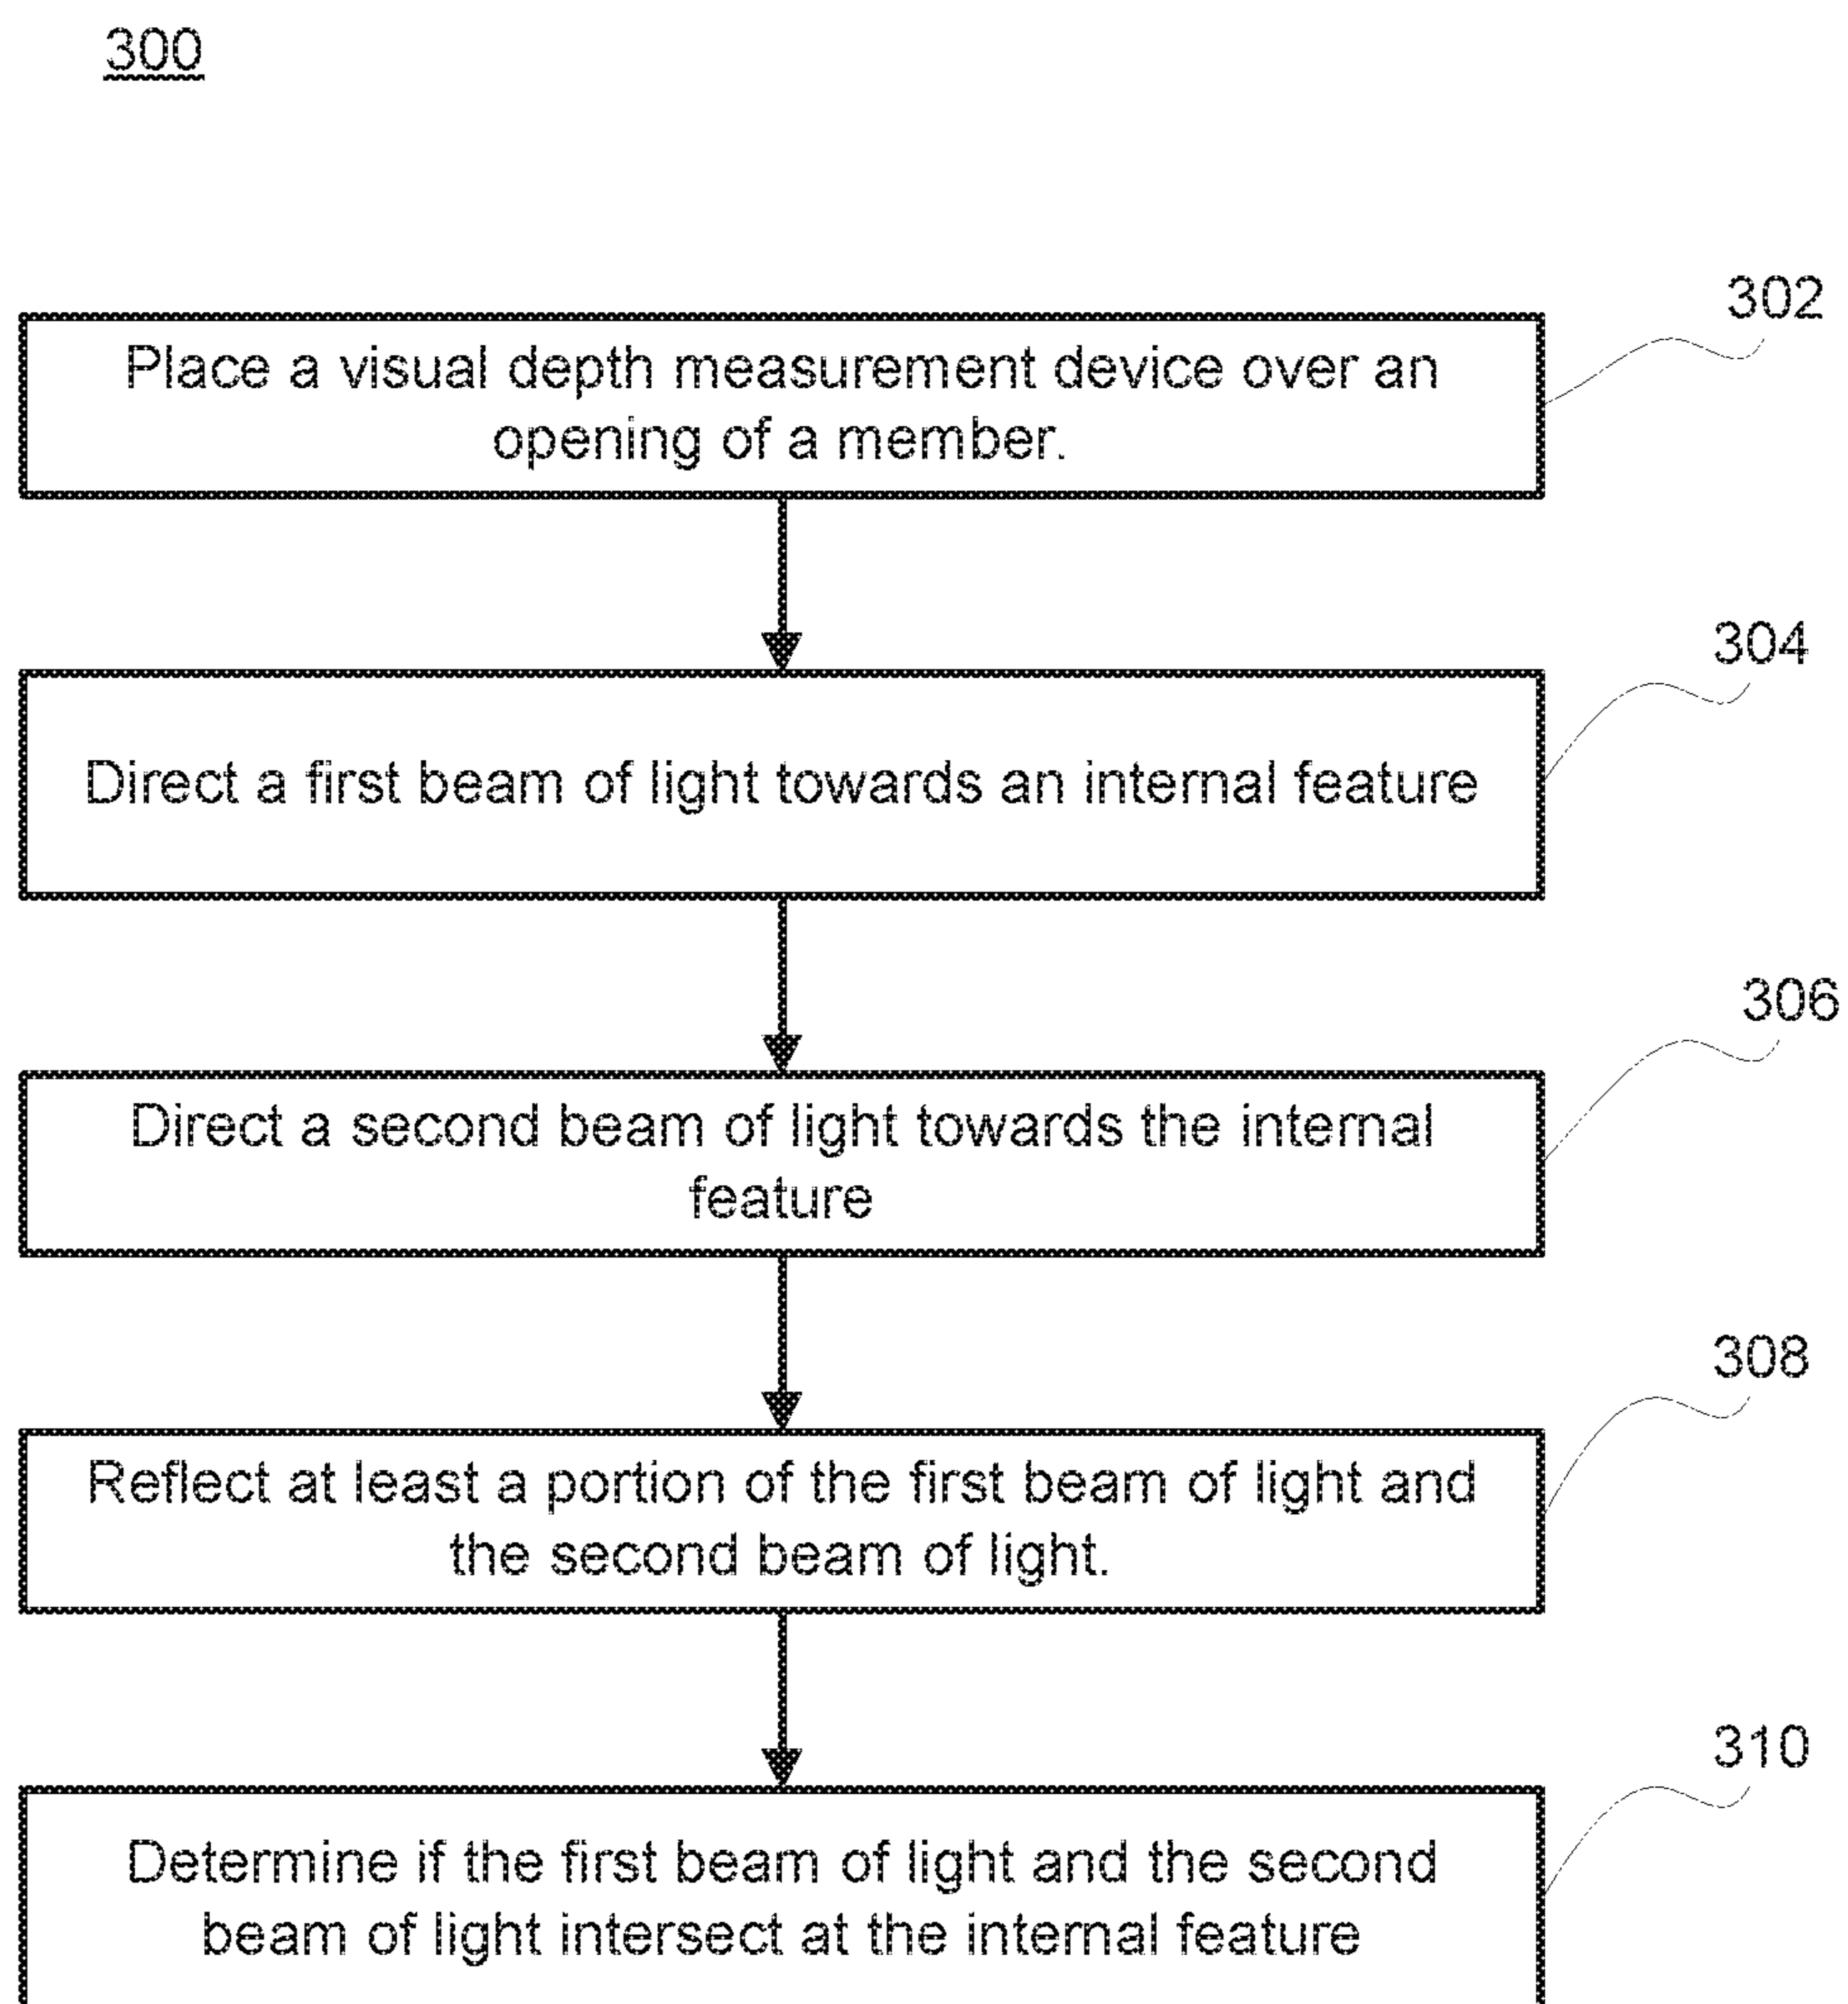 300
302
Place a visual depth measurement device over an
opening of a member.
304
Direct a first beam of light towards an internal feature
306
Direct a second beam of light towards the internal
feature
308
Reflect at least a portion of the first beam of light and
the second beam of light.
310
Determine if the first beam of light and the second
beam of light intersect at the internal feature